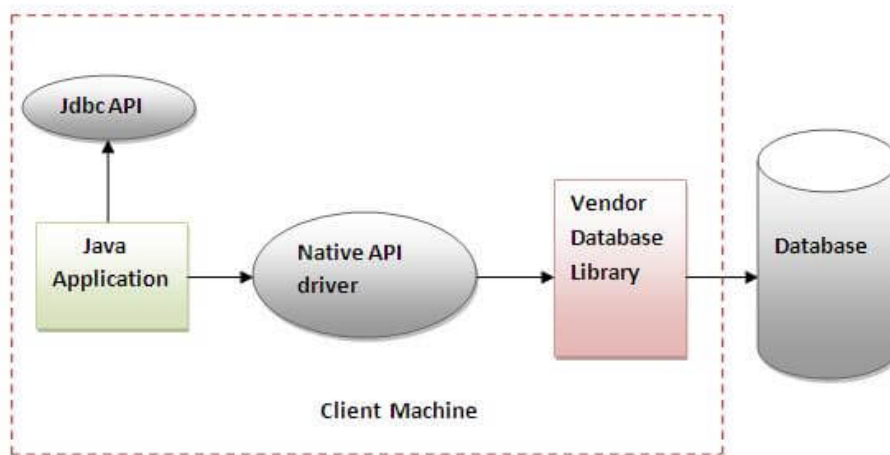 Jdbc API
Java
Application
Native API
driver
Vendor
Database
Library
Database
Client Machine